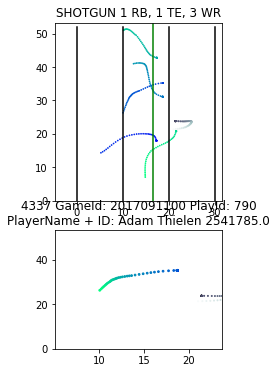 SHOTGUN 1 RB, 1 TE, 3 WR
50
40
30
20
10
0
0 10 20 30
4337 GameId: 2017091100 PlayId: 790
PlayerName + ID: Adam Thielen 2541785.0
40
20
0
10 15 20